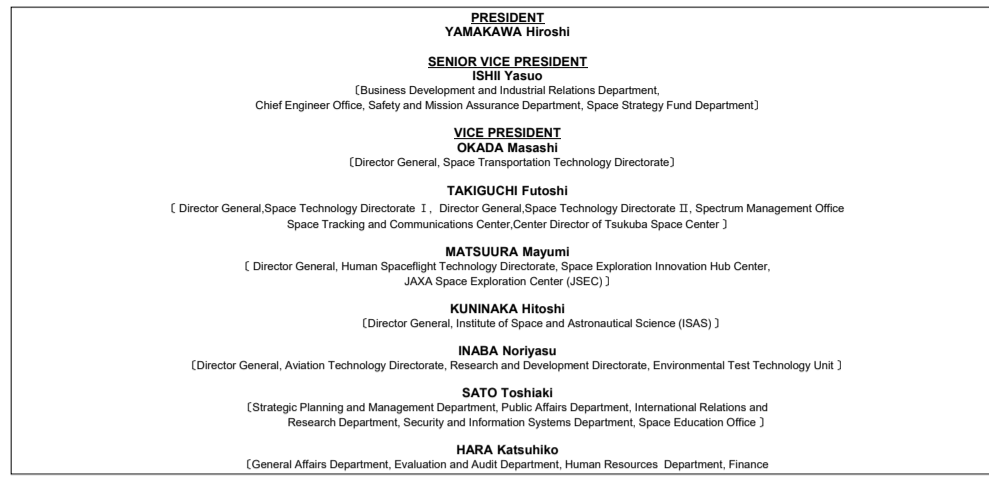 PRESIDENT
YAMAKAWA Hiroshi
SENIOR VICE PRESIDENT
ISHII Yasuo
〔Business Development and Industrial Relations Department,
Chief Engineer Office, Safety and Mission Assurance Department, Space Strategy Fund Department〕
VICE PRESIDENT
OKADA Masashi
〔Director General, Space Transportation Technology Directorate〕
TAKIGUCHI Futoshi
〔 Director General,Space Technology Directorate Ⅰ, Director General,Space Technology Directorate Ⅱ, Spectrum Management Office
Space Tracking and Communications Center,Center Director of Tsukuba Space Center 〕
MATSUURA Mayumi
〔 Director General, Human Spaceflight Technology Directorate, Space Exploration Innovation Hub Center,
JAXA Space Exploration Center (JSEC) 〕
KUNINAKA Hitoshi
〔Director General, Institute of Space and Astronautical Science (ISAS) 〕
INABA Noriyasu
〔Director General, Aviation Technology Directorate, Research and Development Directorate, Environmental Test Technology Unit 〕
SATO Toshiaki
〔Strategic Planning and Management Department, Public Affairs Department, International Relations and
Research Department, Security and Information Systems Department, Space Education Office 〕
HARA Katsuhiko
〔General Affairs Department, Evaluation and Audit Department, Human Resources Department, Finance